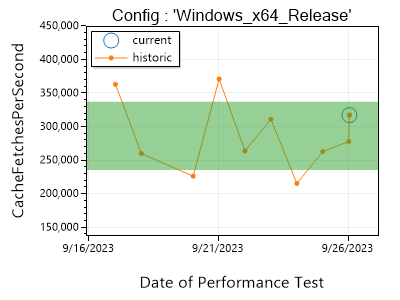 Config : 'Windows_x64_Release'
current
historic
450,000
400,000
350,000
300,000
250,000
200,000
150,000
CacheFetchesPerSecond
9/16/2023
9/21/2023
9/26/2023
Date of Performance Test